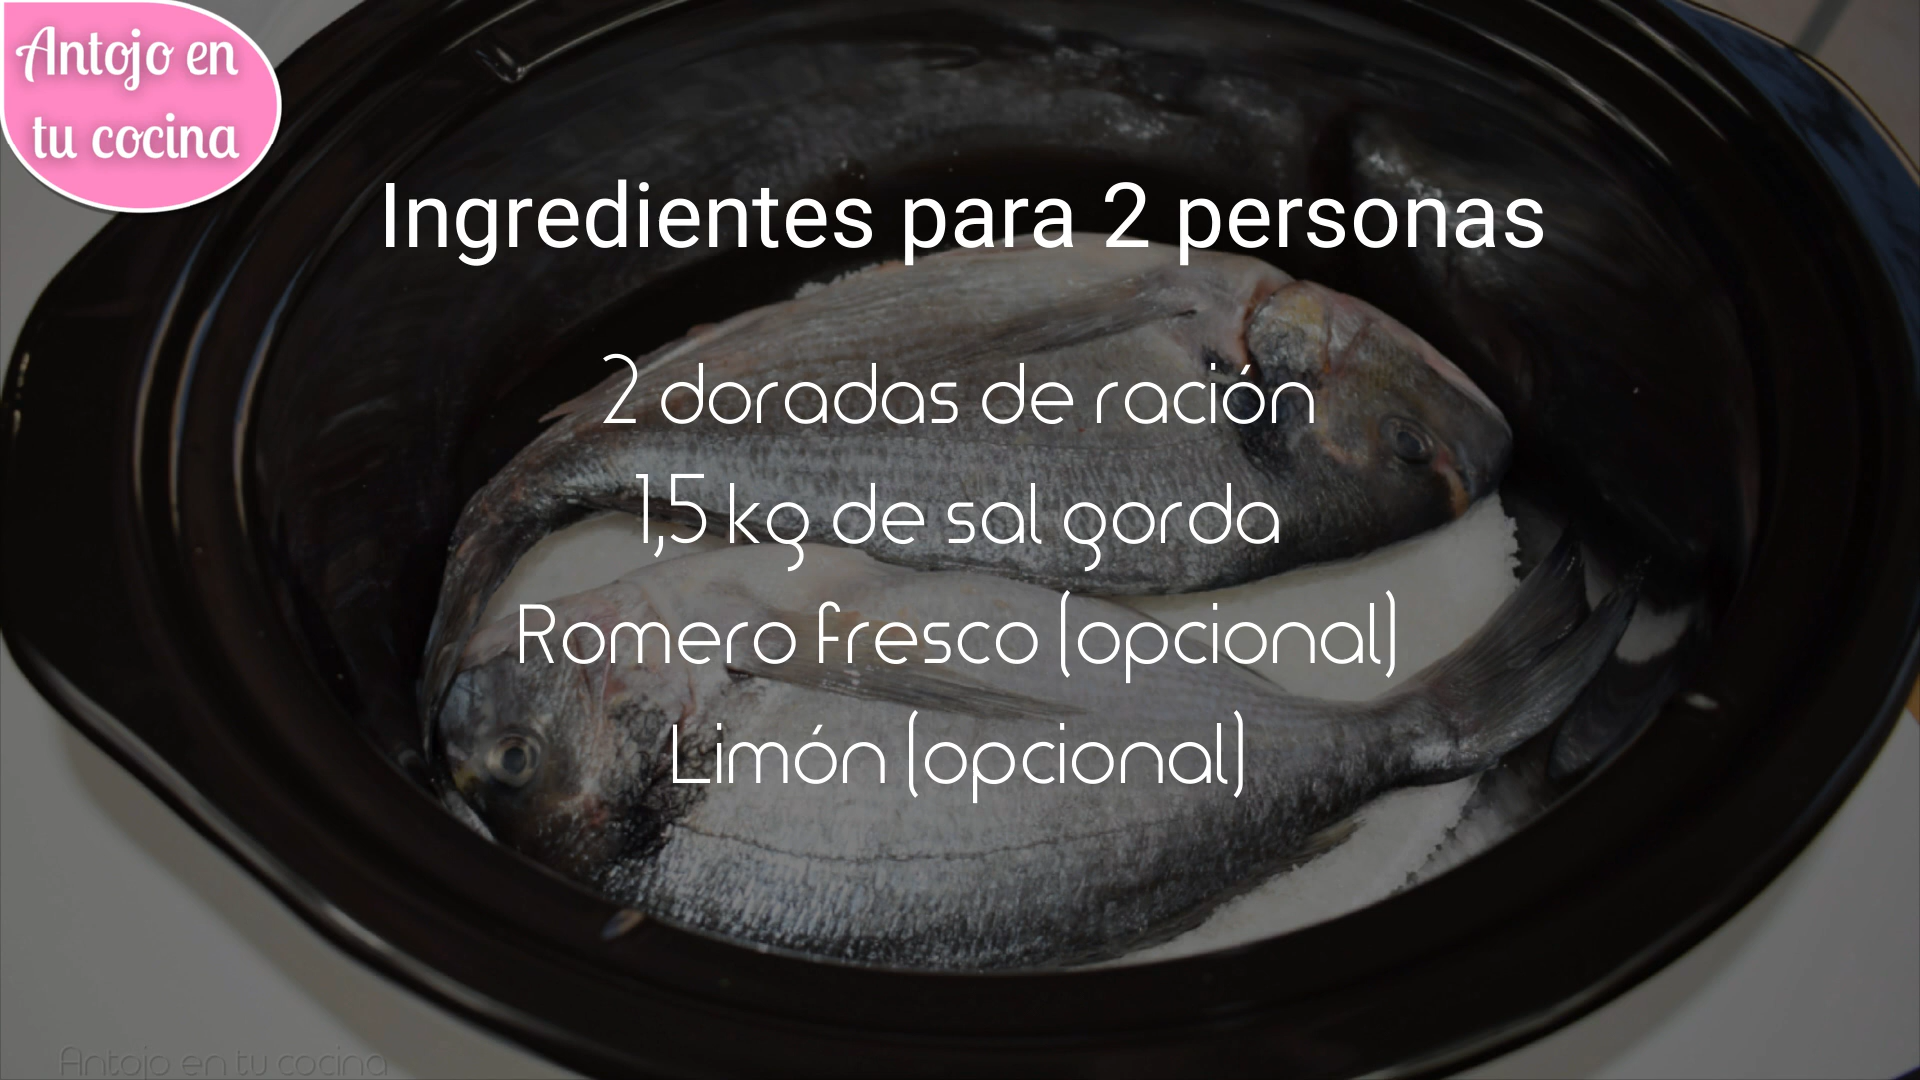 Antojo en
tu cocina
Ingredientes para 2 personas
2 doradas de ración
1,5 kg de sal gorda
Romero fresco (opcional)
Limón (opcional)
Antojo en tu cocina